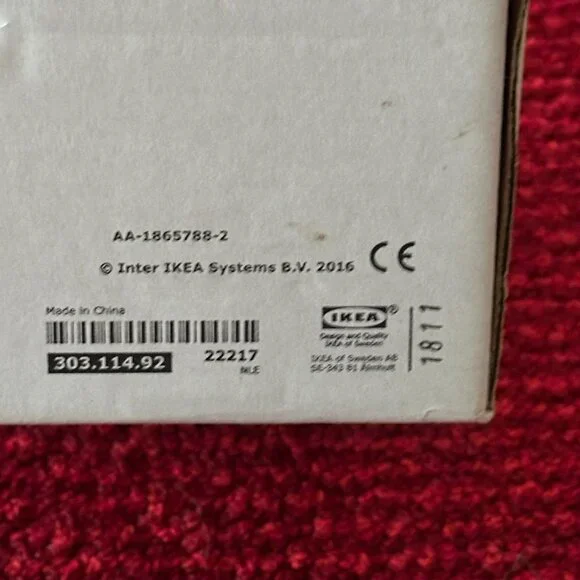 AA-1865788-2
© Inter IKEA Systems B.V. 2016 CE
Made in China
303.114.92
22217
NLE
IKEA®
Design and Quality
IKEA of Sweden
IKEA of Sweden AB
SE-343 81 Älmhult
1811